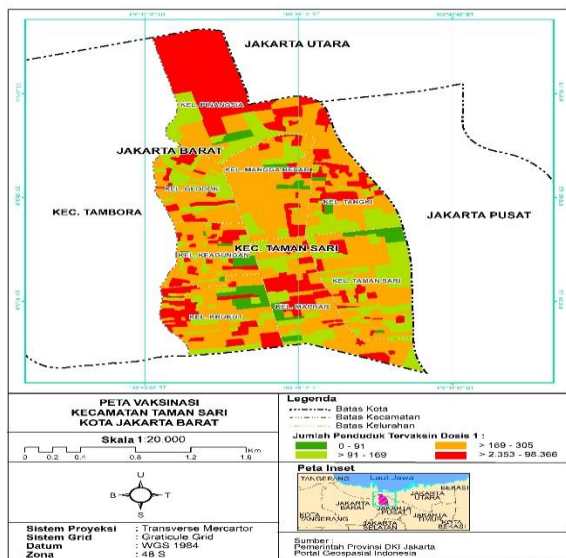 JAKARTA UTARA
KEL. PINANGSIA
JAKARTA BARAT
KEL. MANGGA BESAR
KEL. GLODOK
KEL. TANGKI
KEC. TAMBORA
JAKARTA PUSAT
KEC. TAMAN SARI
KEL. KEAGUNGAN
KEL. TAMAN SARI
KEL. MAPHAR
KEL. KRUKUT
PETA VAKSINASI
KECAMATAN TAMAN SARI
KOTA JAKARTA BARAT
Skala 1:20.000
0 0.2 0.4 0.8 1.2 1.6
Km
U
B T
S
Sistem Proyeksi : Transverse Mercartor
Sistem Grid : Graticule Grid
Datum : WGS 1984
Zona : 48 S
Legenda
Batas Kota
Batas Kecamatan
Batas Kelurahan
Jumlah Penduduk Tervaksin Dosis 1 :
0 - 91
> 169 - 305
> 91 - 169
> 2.353 - 98.366
Peta Inset
Laut Jawa
TANGERANG
BEKASI
JAKARTA UTARA
JAKARTA BARAT
JAKARTA PUSAT
JAKARTA TIMUR
KOTA TANGERANG
JAKARTA SELATAN
KOTA BEKASI
Sumber :
Pemerintah Provinsi DKI Jakarta
Portal Geospasial Indonesia